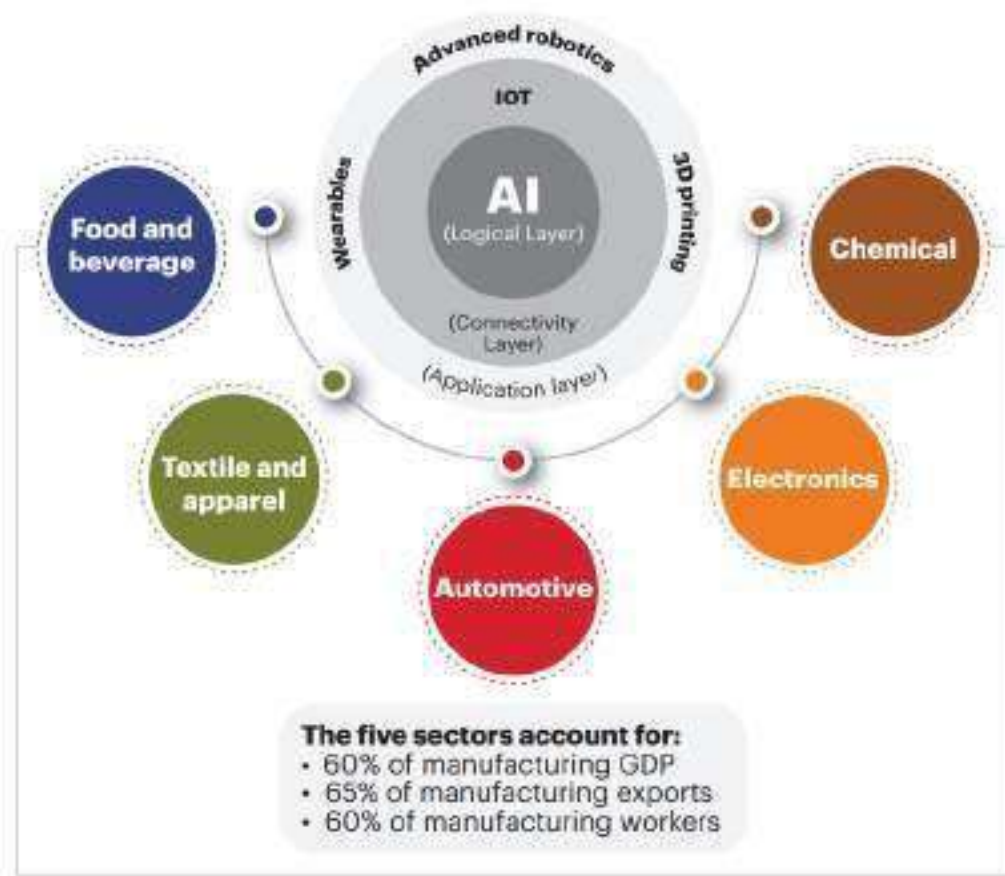 Advanced robotics
IOT
Wearables
3D printing
AI
(Logical Layer)
(Connectivity
Layer)
(Application layer)
Food and
beverage
Chemical
Textile and
apparel
Electronics
Automotive
The five sectors account for:
• 60% of manufacturing GDP
• 65% of manufacturing exports
• 60% of manufacturing workers